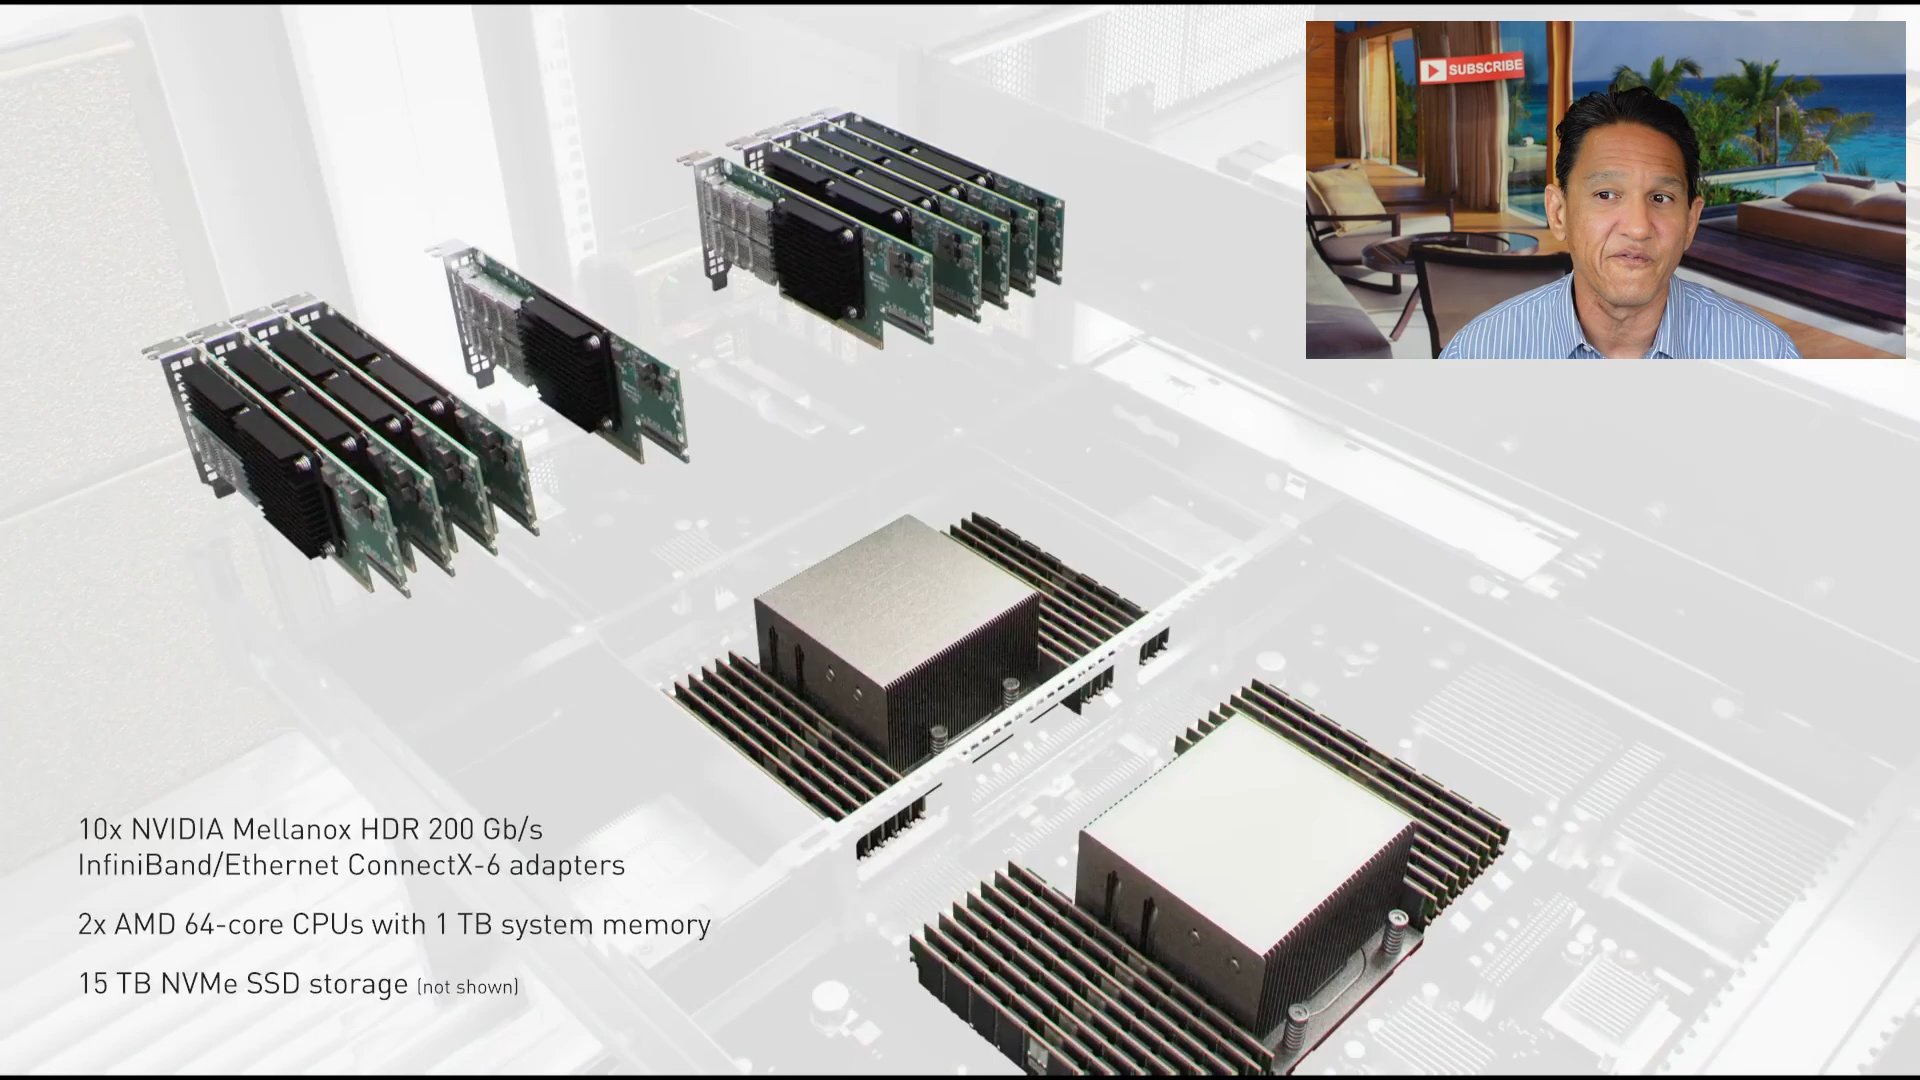 SUBSCRIBE
10x NVIDIA Mellanox HDR 200 Gb/s
InfiniBand/Ethernet ConnectX-6 adapters
2x AMD 64-core CPUs with 1 TB system memory
15 TB NVMe SSD storage (not shown)